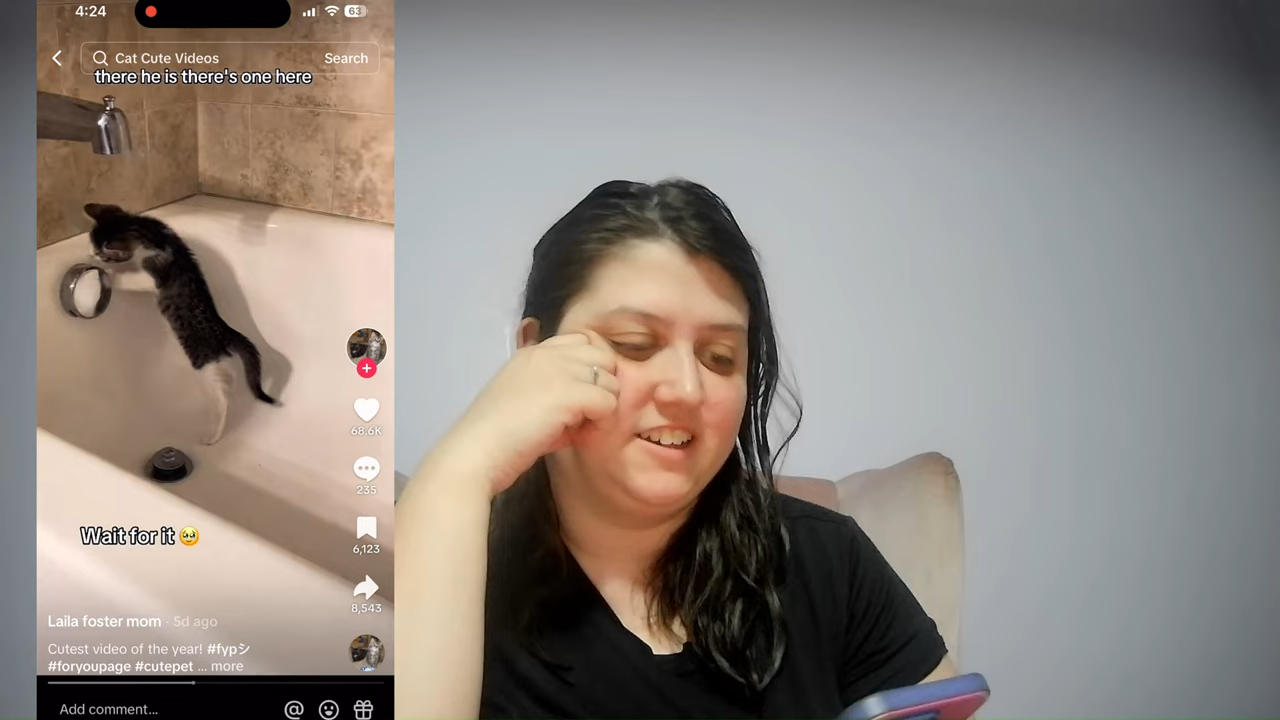 4:24
63
Cat Cute Videos
Search
there he is there's one here
68.6K
235
6,123
Wait for it 🥹
8,543
Laila foster mom · 5d ago
Cutest video of the year! #fypシ
#foryoupage #cutepet ... more
Add comment...